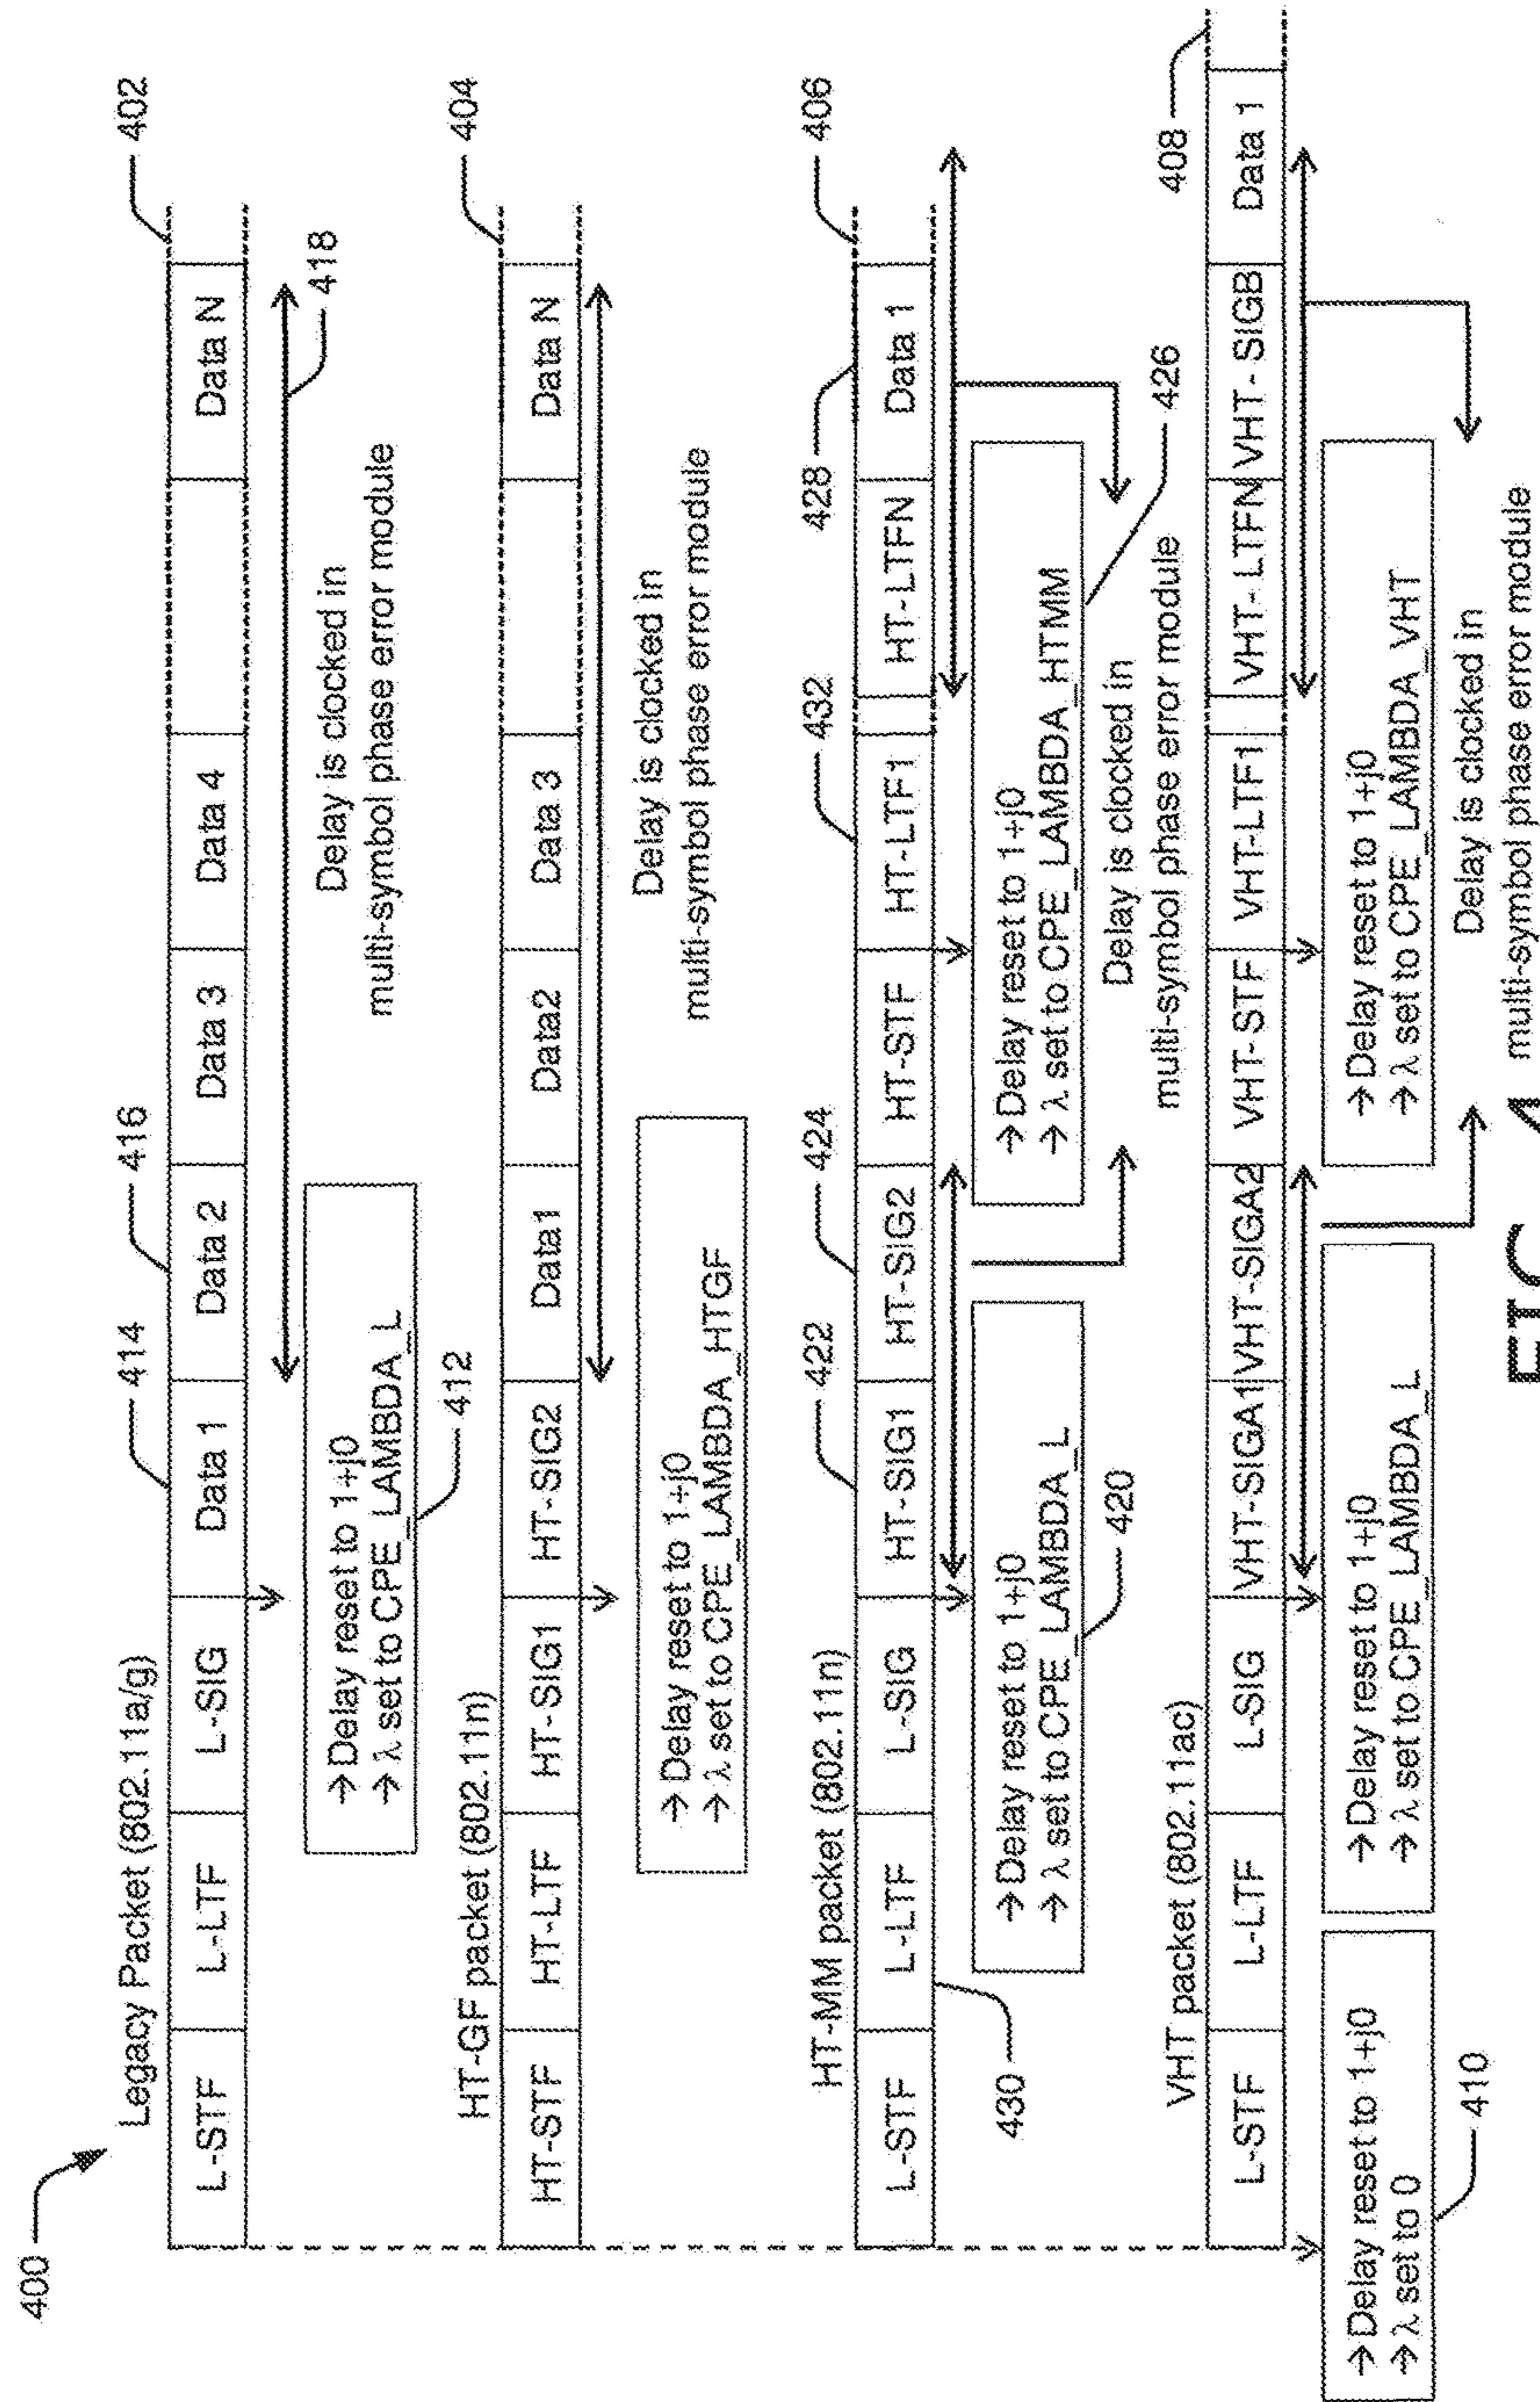 400
Legacy Packet (802.11a/g)
414
416
402
L-STF L-LTF L-SIG Data 1 Data 2 Data 3 Data 4 Data N
418
→ Delay reset to 1+j0
→ λ set to CPE_LAMBDA_L
412
Delay is clocked in
multi-symbol phase error module
HT-GF packet (802.11n)
404
HT-STF HT-LTF HT-SIG1 HT-SIG2 Data1 Data2 Data 3 Data N
→ Delay reset to 1+j0
→ λ set to CPE_LAMBDA_HTGF
Delay is clocked in
multi-symbol phase error module
HT-MM packet (802.11n)
422
424
432
428
406
L-STF L-LTF L-SIG HT-SIG1 HT-SIG2 HT-STF HT-LTF1 HT-LTFN Data 1
430
→ Delay reset to 1+j0
→ λ set to CPE_LAMBDA_L
420
→ Delay reset to 1+j0
→ λ set to CPE_LAMBDA_HTMM
426
Delay is clocked in
multi-symbol phase error module
VHT packet (802.11ac)
408
L-STF L-LTF L-SIG VHT-SIGA1 VHT-SIGA2 VHT-STF VHT-LTF1 VHT-LTFN VHT-SIGB Data 1
→ Delay reset to 1+j0
→ λ set to 0
410
→ Delay reset to 1+j0
→ λ set to CPE_LAMBDA_L
→ Delay reset to 1+j0
→ λ set to CPE_LAMBDA_VHT
Delay is clocked in
multi-symbol phase error module